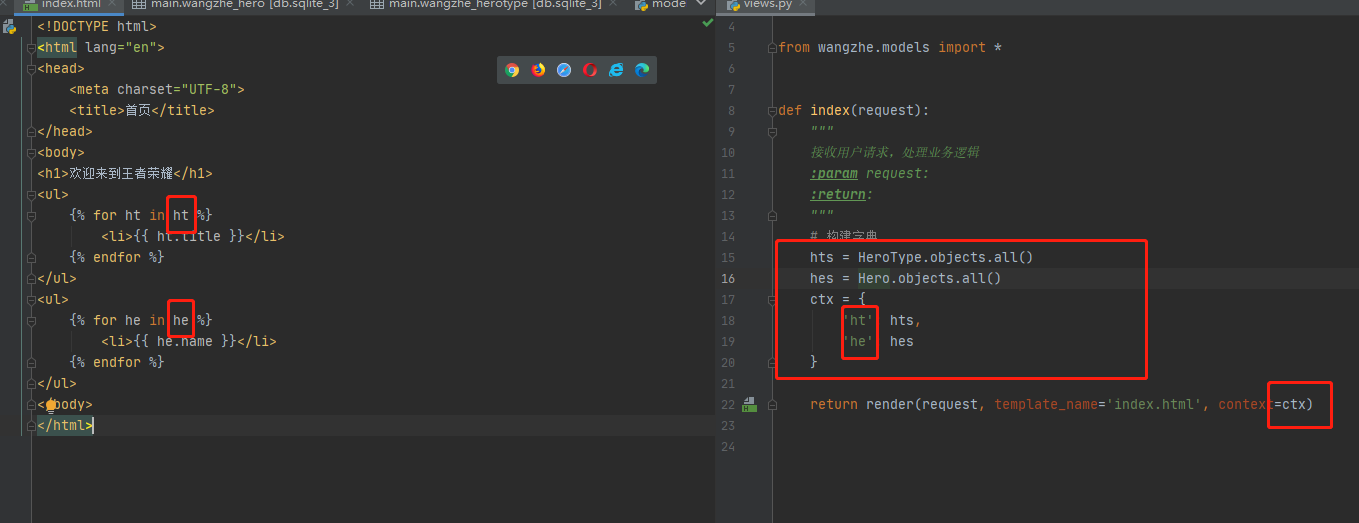 index.html
main.wangzhe_hero [db.sqlite_3]
main.wangzhe_herotype [db.sqlite_3]
mode
views.py
<!DOCTYPE html>
<html lang="en">
<head>
<meta charset="UTF-8">
<title>首页</title>
</head>
<body>
<h1>欢迎来到王者荣耀</h1>
<ul>
{% for ht in ht %}
<li>{{ ht.title }}</li>
{% endfor %}
</ul>
<ul>
{% for he in he %}
<li>{{ he.name }}</li>
{% endfor %}
</ul>
body>
</html>
4
5 from wangzhe.models import *
6
7
8 def index(request):
9 """
10 接收用户请求，处理业务逻辑
11 :param request:
12 :return:
13 """
14 # 构建字典
15 hts = HeroType.objects.all()
16 hes = Hero.objects.all()
17 ctx = {
18 'ht' hts,
19 'he' hes
20 }
21
22 return render(request, template_name='index.html', context=ctx)
23
24